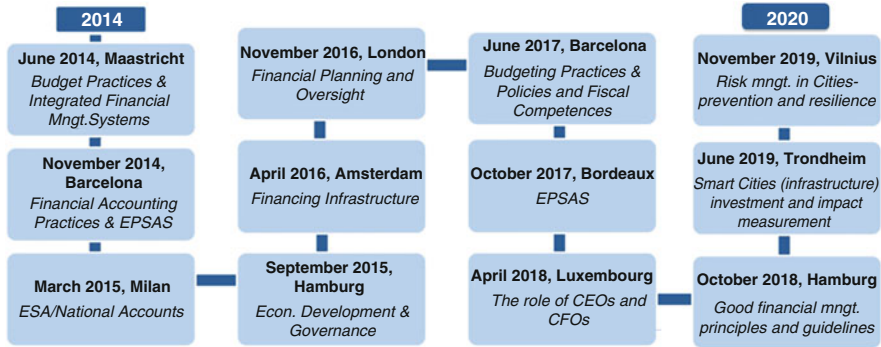 2014
June 2014, Maastricht
Budget Practices &
Integrated Financial
Mngt.Systems
November 2014,
Barcelona
Financial Accounting
Practices & EPSAS
March 2015, Milan
ESA/National Accounts
September 2015,
Hamburg
Econ. Development &
Governance
April 2016, Amsterdam
Financing Infrastructure
November 2016, London
Financial Planning and
Oversight
June 2017, Barcelona
Budgeting Practices &
Policies and Fiscal
Competences
October 2017, Bordeaux
EPSAS
April 2018, Luxembourg
The role of CEOs and
CFOs
October 2018, Hamburg
Good financial mngt.
principles and guidelines
June 2019, Trondheim
Smart Cities (infrastructure)
investment and impact
measurement
November 2019, Vilnius
Risk mngt. in Cities-
prevention and resilience
2020